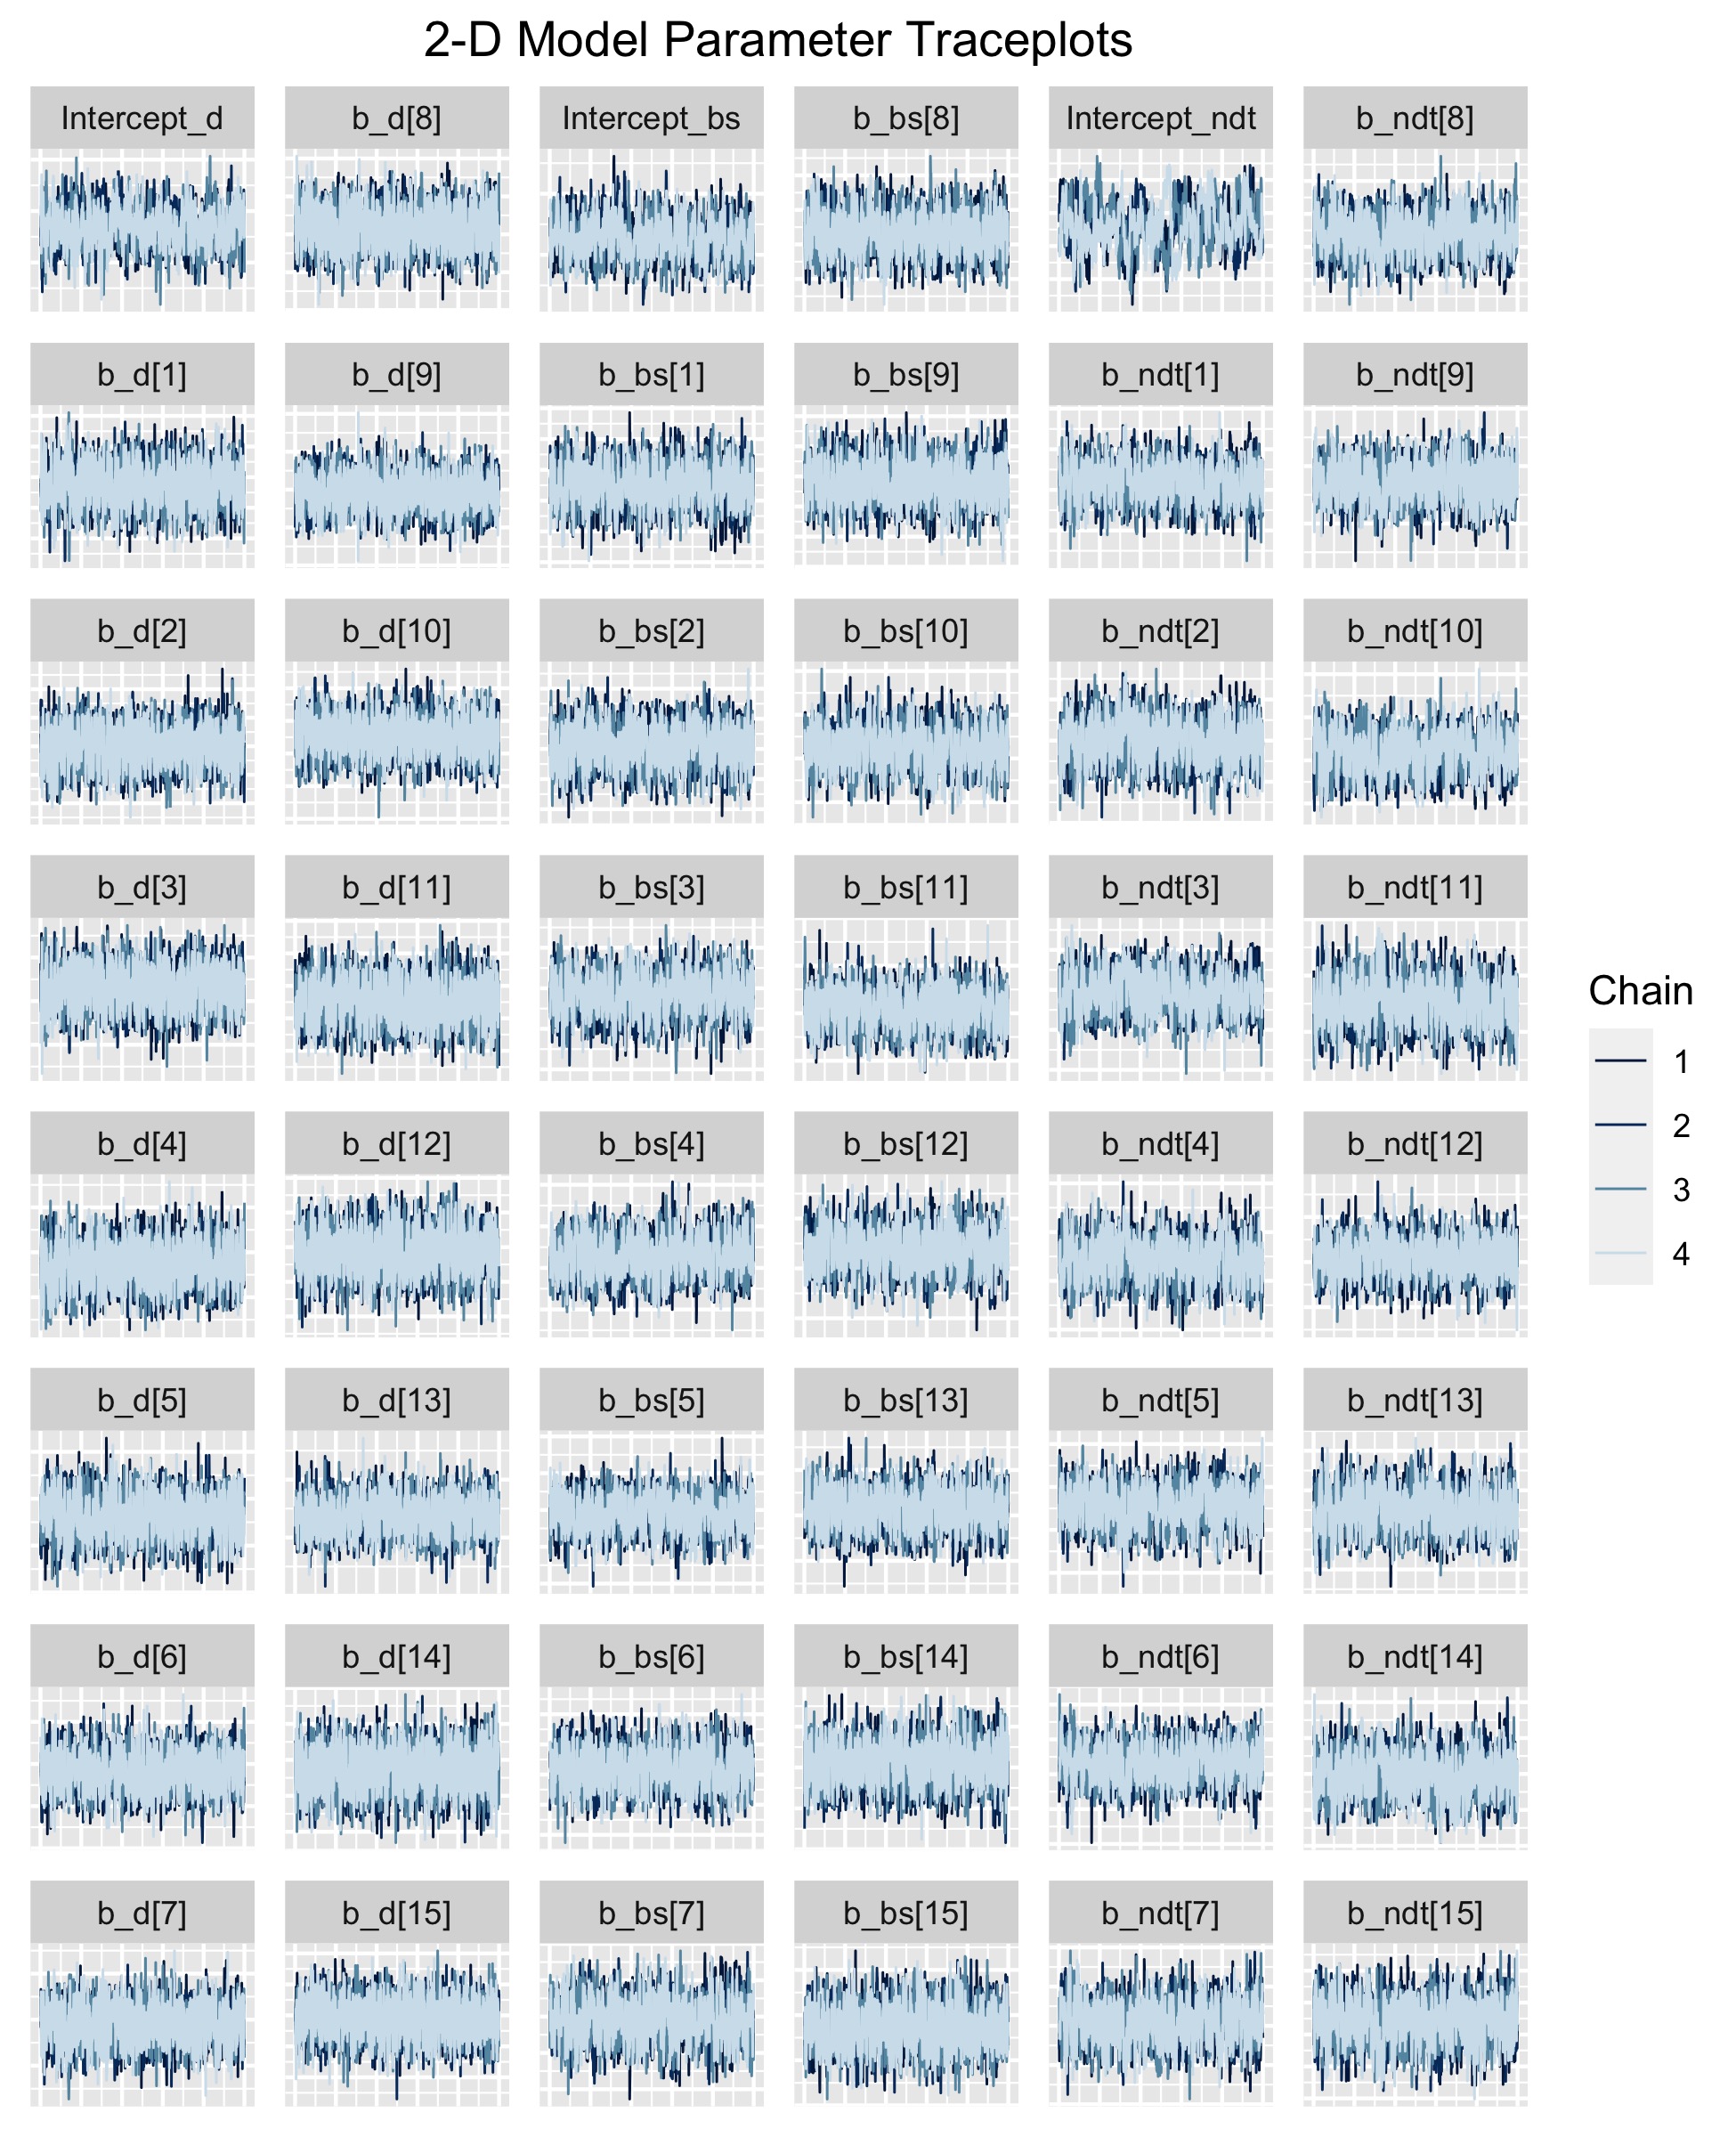 2-D Model Parameter Traceplots
Intercept_d b_d[8] Intercept_bs b_bs[8] Intercept_ndt b_ndt[8]
b_d[1] b_d[9] b_bs[1] b_bs[9] b_ndt[1] b_ndt[9]
b_d[2] b_d[10] b_bs[2] b_bs[10] b_ndt[2] b_ndt[10]
b_d[3] b_d[11] b_bs[3] b_bs[11] b_ndt[3] b_ndt[11]
b_d[4] b_d[12] b_bs[4] b_bs[12] b_ndt[4] b_ndt[12]
b_d[5] b_d[13] b_bs[5] b_bs[13] b_ndt[5] b_ndt[13]
b_d[6] b_d[14] b_bs[6] b_bs[14] b_ndt[6] b_ndt[14]
b_d[7] b_d[15] b_bs[7] b_bs[15] b_ndt[7] b_ndt[15]
Chain
1
2
3
4